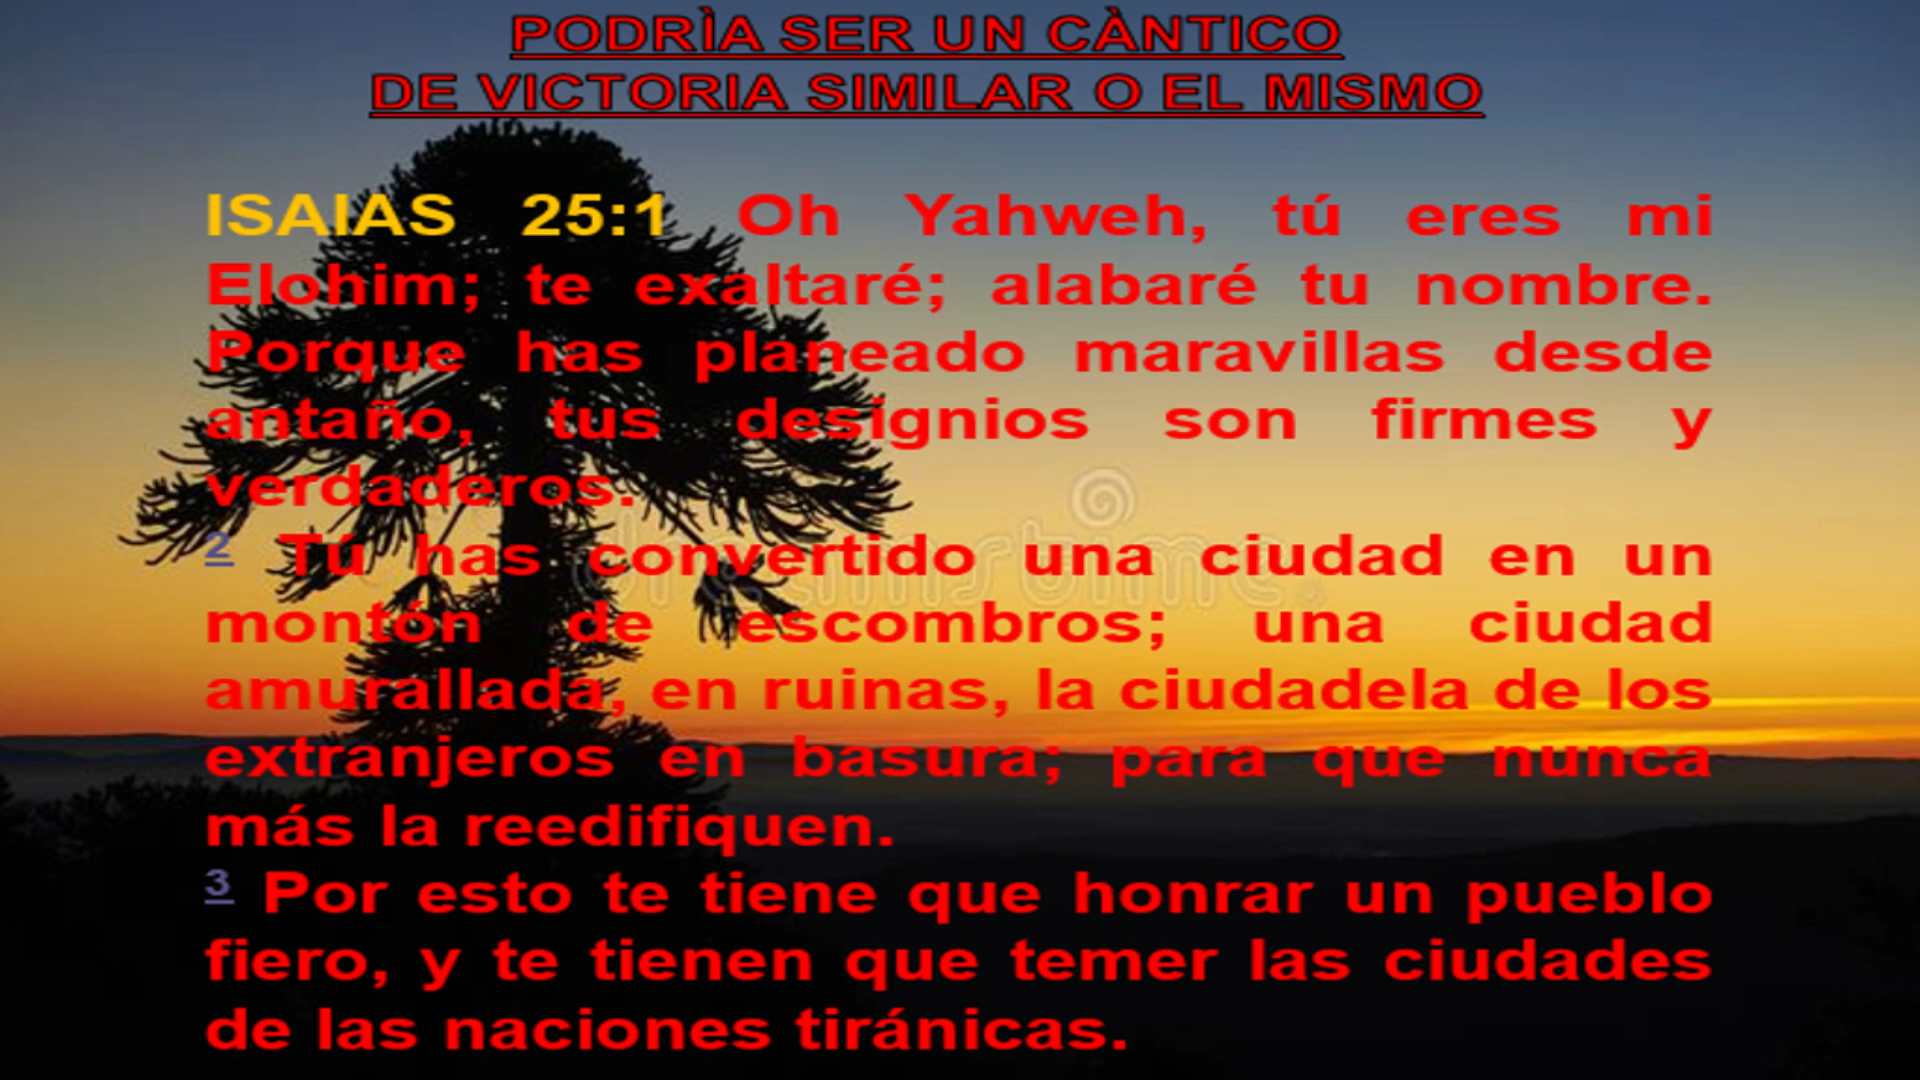 PODRÌA SER UN CÀNTICO
DE VICTORIA SIMILAR O EL MISMO
ISAIAS 25:1 Oh Yahweh, tú eres mi
Elohim; te exaltaré; alabaré tu nombre.
Porque has planeado maravillas desde
antaño, tus designios son firmes y
verdaderos.
2 Tú has convertido una ciudad en un
montón de escombros; una ciudad
amurallada, en ruinas, la ciudadela de los
extranjeros en basura; para que nunca
más la reedifiquen.
3 Por esto te tiene que honrar un pueblo
fiero, y te tienen que temer las ciudades
de las naciones tiránicas.
dreamstime.